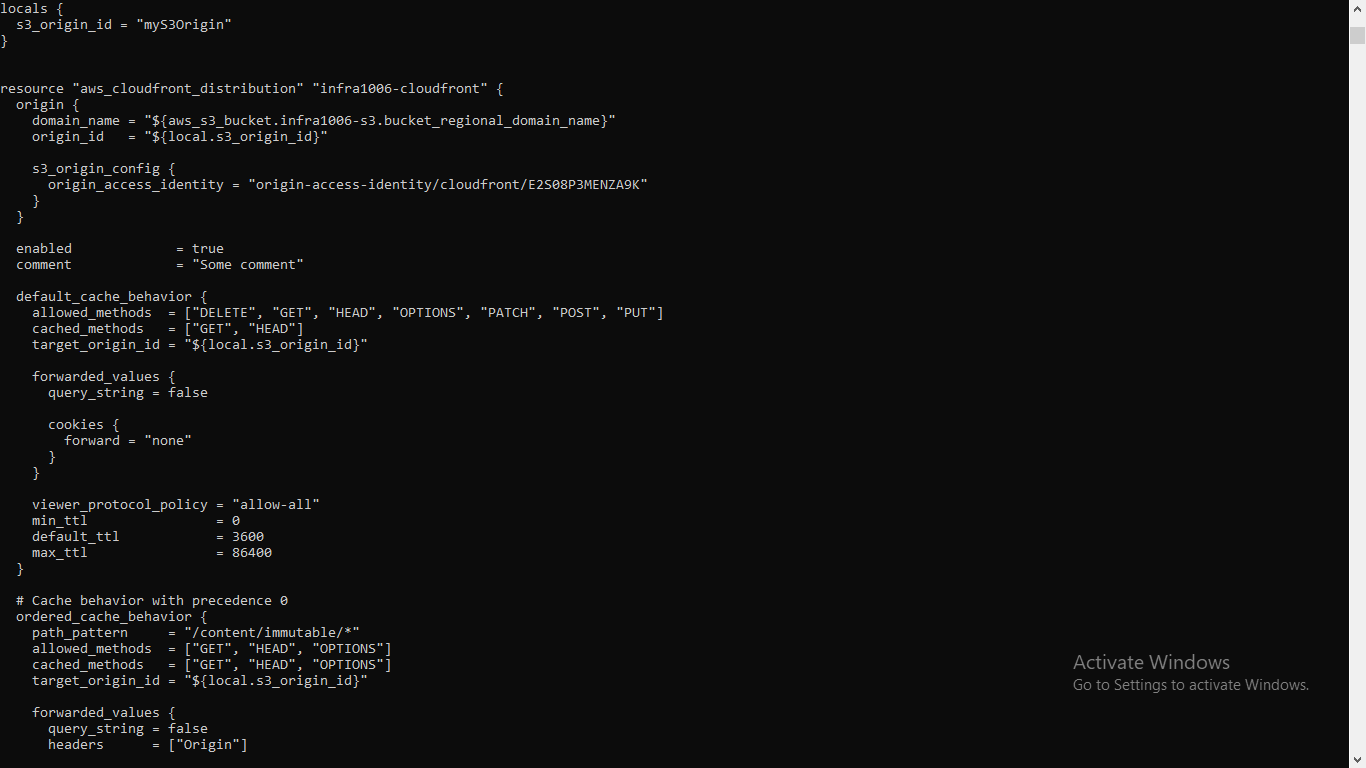 locals {
  s3_origin_id = "myS3Origin"
}
resource "aws_cloudfront_distribution" "infra1006-cloudfront" {
  origin {
    domain_name = "${aws_s3_bucket.infra1006-s3.bucket_regional_domain_name}"
    origin_id   = "${local.s3_origin_id}"
    s3_origin_config {
      origin_access_identity = "origin-access-identity/cloudfront/E2S08P3MENZA9K"
    }
  }
  enabled             = true
  comment             = "Some comment"
  default_cache_behavior {
    allowed_methods  = ["DELETE", "GET", "HEAD", "OPTIONS", "PATCH", "POST", "PUT"]
    cached_methods   = ["GET", "HEAD"]
    target_origin_id = "${local.s3_origin_id}"
    forwarded_values {
      query_string = false
      cookies {
        forward = "none"
      }
    }
    viewer_protocol_policy = "allow-all"
    min_ttl                = 0
    default_ttl            = 3600
    max_ttl                = 86400
  }
  # Cache behavior with precedence 0
  ordered_cache_behavior {
    path_pattern     = "/content/immutable/*"
    allowed_methods  = ["GET", "HEAD", "OPTIONS"]
    cached_methods   = ["GET", "HEAD", "OPTIONS"]
    target_origin_id = "${local.s3_origin_id}"
    forwarded_values {
      query_string = false
      headers      = ["Origin"]
Activate Windows
Go to Settings to activate Windows.